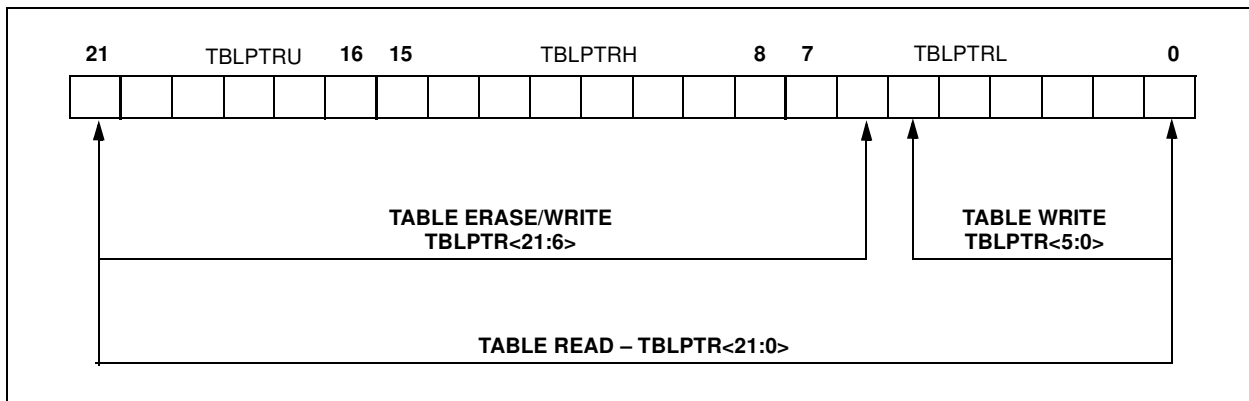 21 TBLPTRU 16 15 TBLPTRH 8 7 TBLPTRL 0
TABLE ERASE/WRITE
TBLPTR<21:6>
TABLE WRITE
TBLPTR<5:0>
TABLE READ – TBLPTR<21:0>